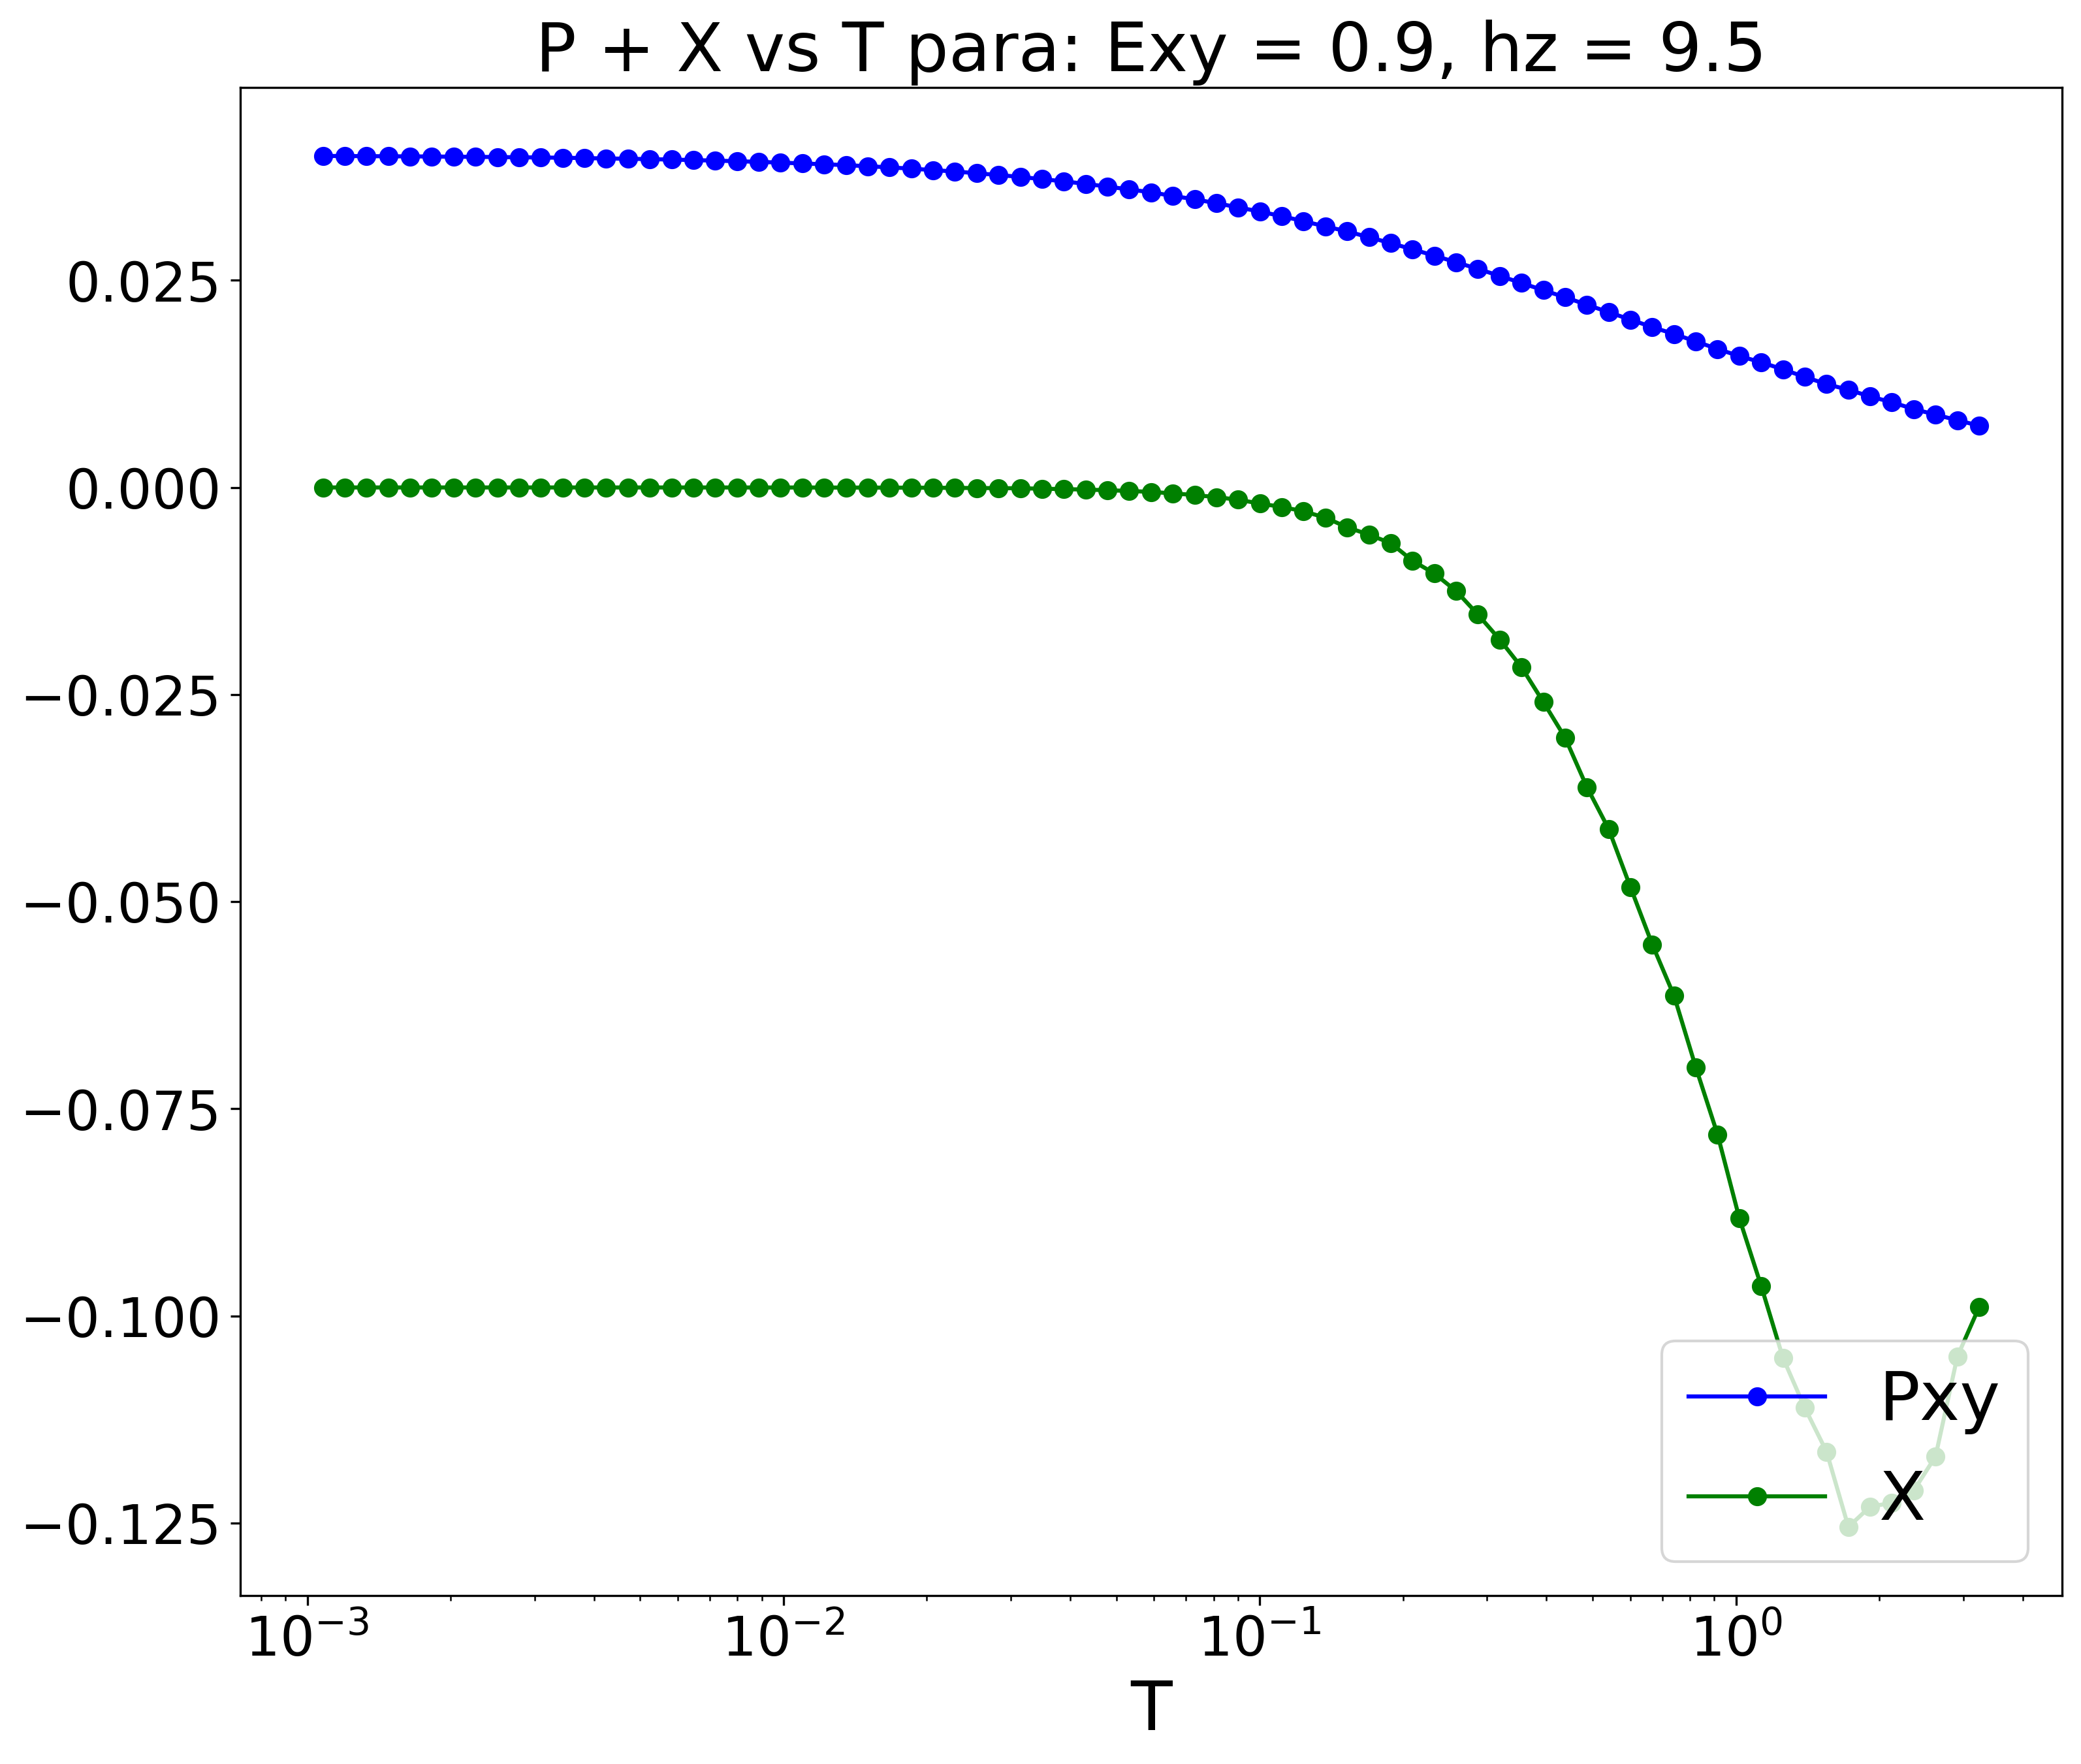 P + X vs T para: Exy = 0.9, hz = 9.5
0.025
0.000
−0.025
−0.050
−0.075
−0.100
−0.125
Pxy
X
10⁻³ 10⁻² 10⁻¹ 10⁰
T